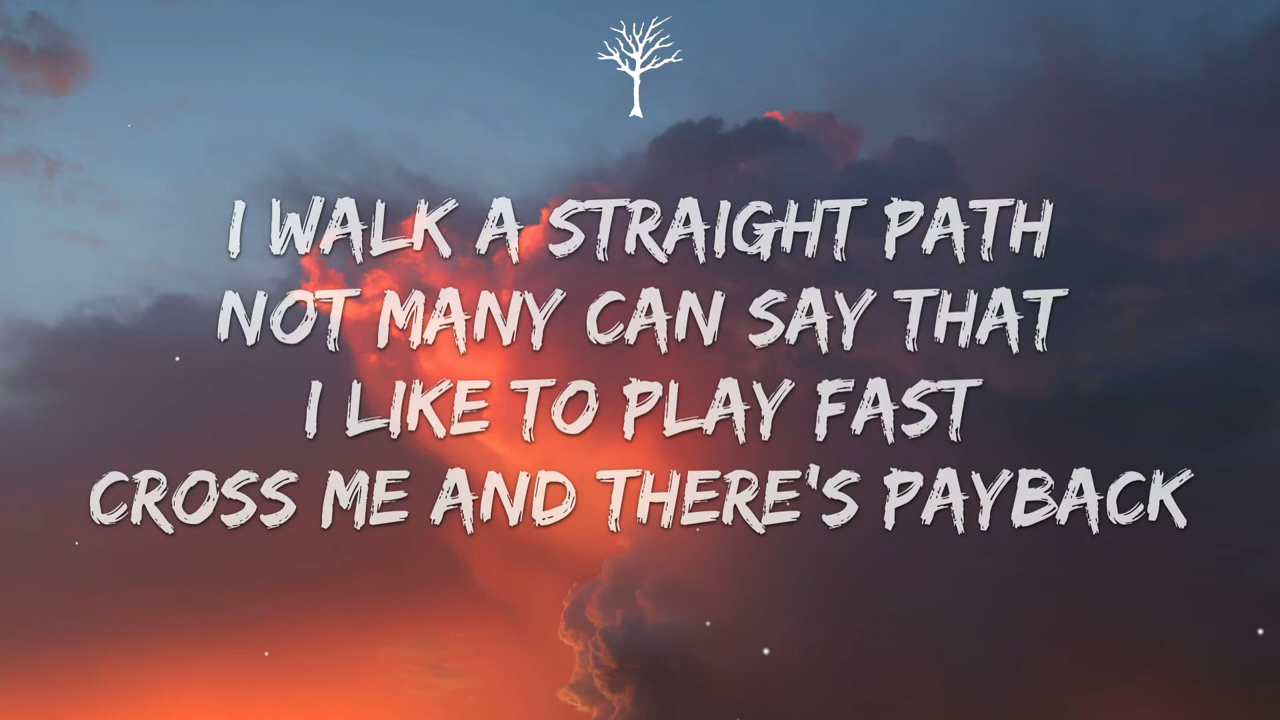 I WALK A STRAIGHT PATH
NOT MANY CAN SAY THAT
I LIKE TO PLAY FAST
CROSS ME AND THERE'S PAYBACK